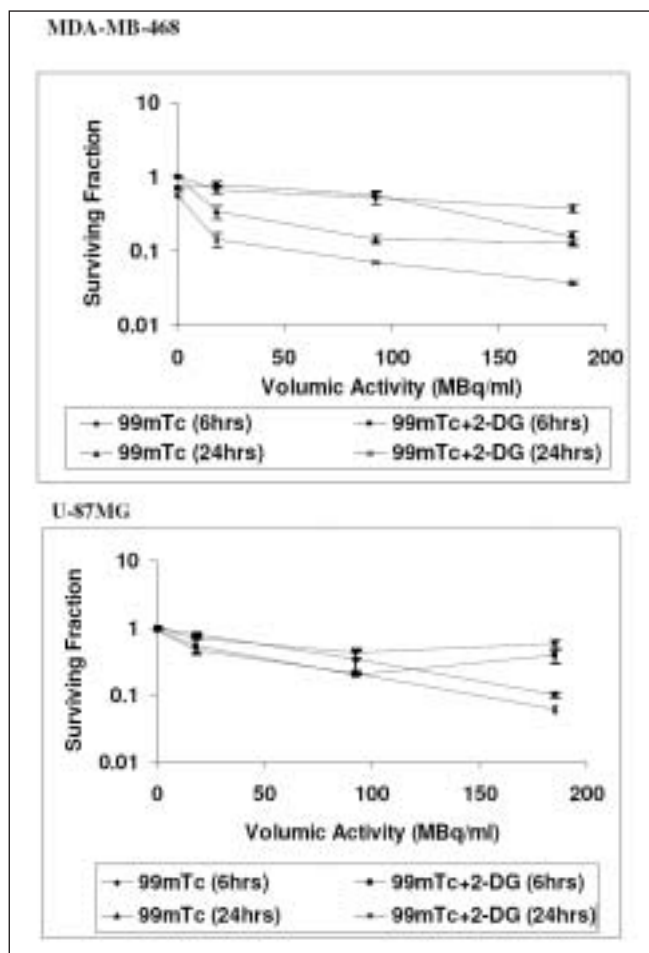 MDA-MB-468
10
1
0.1
0.01
Surviving Fraction
0 50 100 150 200
Volumic Activity (MBq/ml)
99mTc (6hrs) 99mTc+2-DG (6hrs)
99mTc (24hrs) 99mTc+2-DG (24hrs)
U-87MG
10
1
0.1
0.01
Surviving Fraction
0 50 100 150 200
Volumic Activity (MBq/ml)
99mTc (6hrs) 99mTc+2-DG (6hrs)
99mTc (24hrs) 99mTc+2-DG (24hrs)